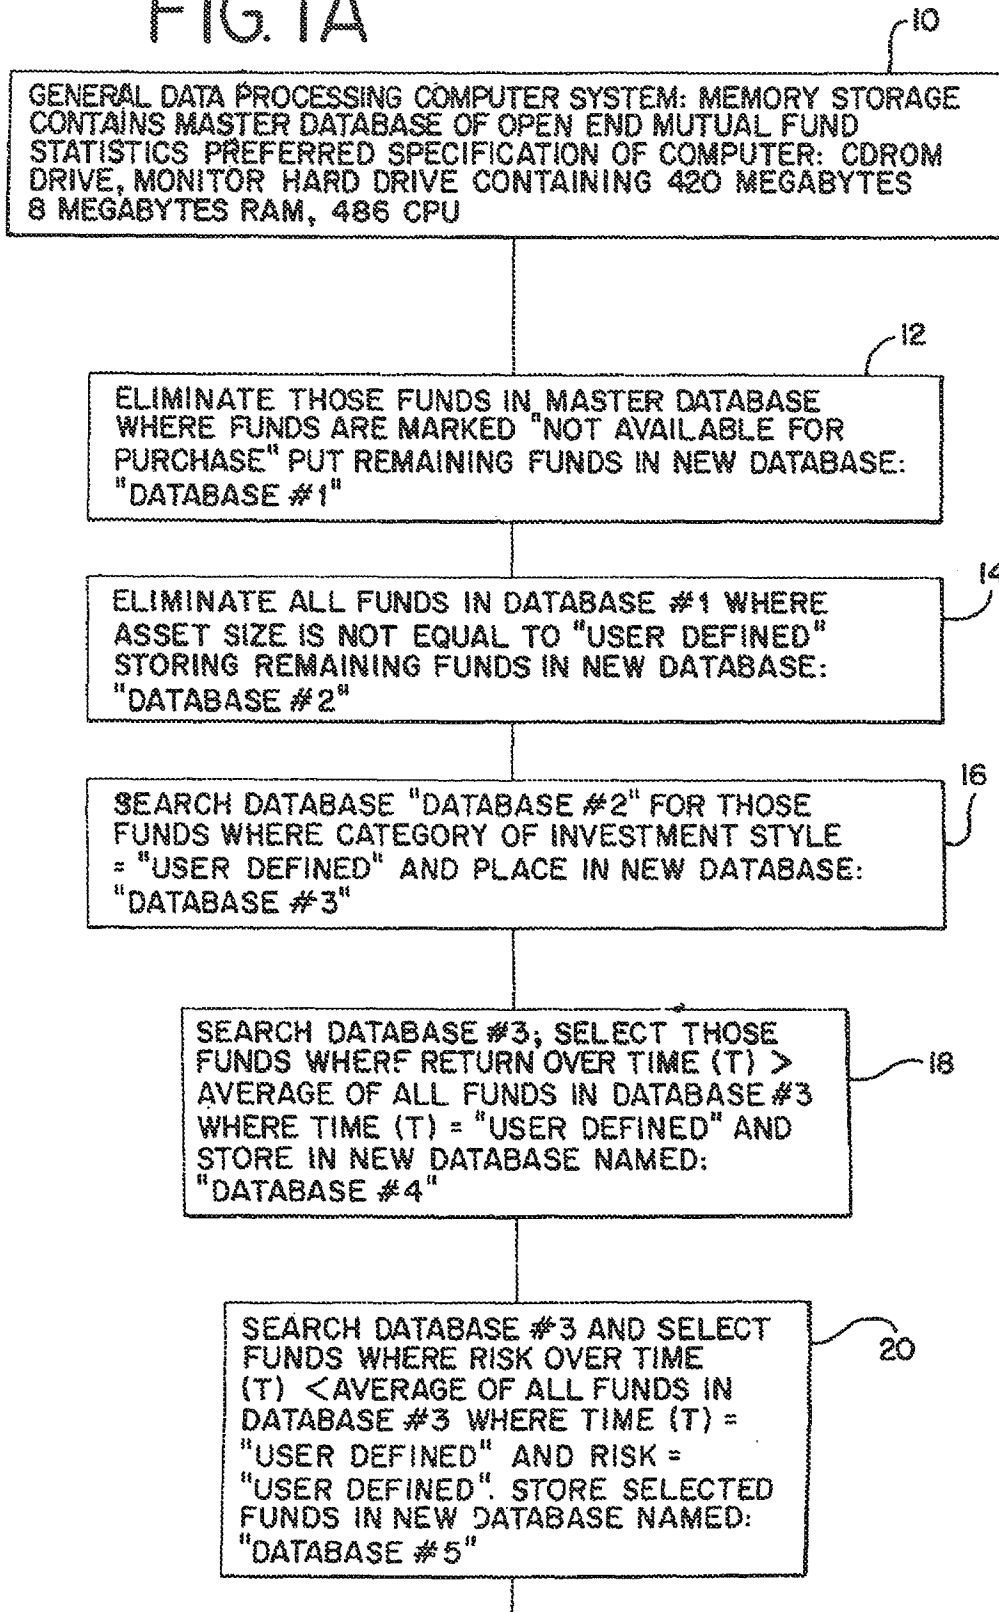 FIG. 1A
10
GENERAL DATA PROCESSING COMPUTER SYSTEM: MEMORY STORAGE
CONTAINS MASTER DATABASE OF OPEN END MUTUAL FUND
STATISTICS PREFERRED SPECIFICATION OF COMPUTER: CDROM
DRIVE, MONITOR HARD DRIVE CONTAINING 420 MEGABYTES
8 MEGABYTES RAM, 486 CPU
12
ELIMINATE THOSE FUNDS IN MASTER DATABASE
WHERE FUNDS ARE MARKED "NOT AVAILABLE FOR
PURCHASE" PUT REMAINING FUNDS IN NEW DATABASE:
"DATABASE #1"
14
ELIMINATE ALL FUNDS IN DATABASE #1 WHERE
ASSET SIZE IS NOT EQUAL TO "USER DEFINED"
STORING REMAINING FUNDS IN NEW DATABASE:
"DATABASE #2"
16
SEARCH DATABASE "DATABASE #2" FOR THOSE
FUNDS WHERE CATEGORY OF INVESTMENT STYLE
= "USER DEFINED" AND PLACE IN NEW DATABASE:
"DATABASE #3"
18
SEARCH DATABASE #3; SELECT THOSE
FUNDS WHERE RETURN OVER TIME (T) >
AVERAGE OF ALL FUNDS IN DATABASE #3
WHERE TIME (T) = "USER DEFINED" AND
STORE IN NEW DATABASE NAMED:
"DATABASE #4"
20
SEARCH DATABASE #3 AND SELECT
FUNDS WHERE RISK OVER TIME
(T) < AVERAGE OF ALL FUNDS IN
DATABASE #3 WHERE TIME (T) =
"USER DEFINED" AND RISK =
"USER DEFINED". STORE SELECTED
FUNDS IN NEW DATABASE NAMED:
"DATABASE #5"